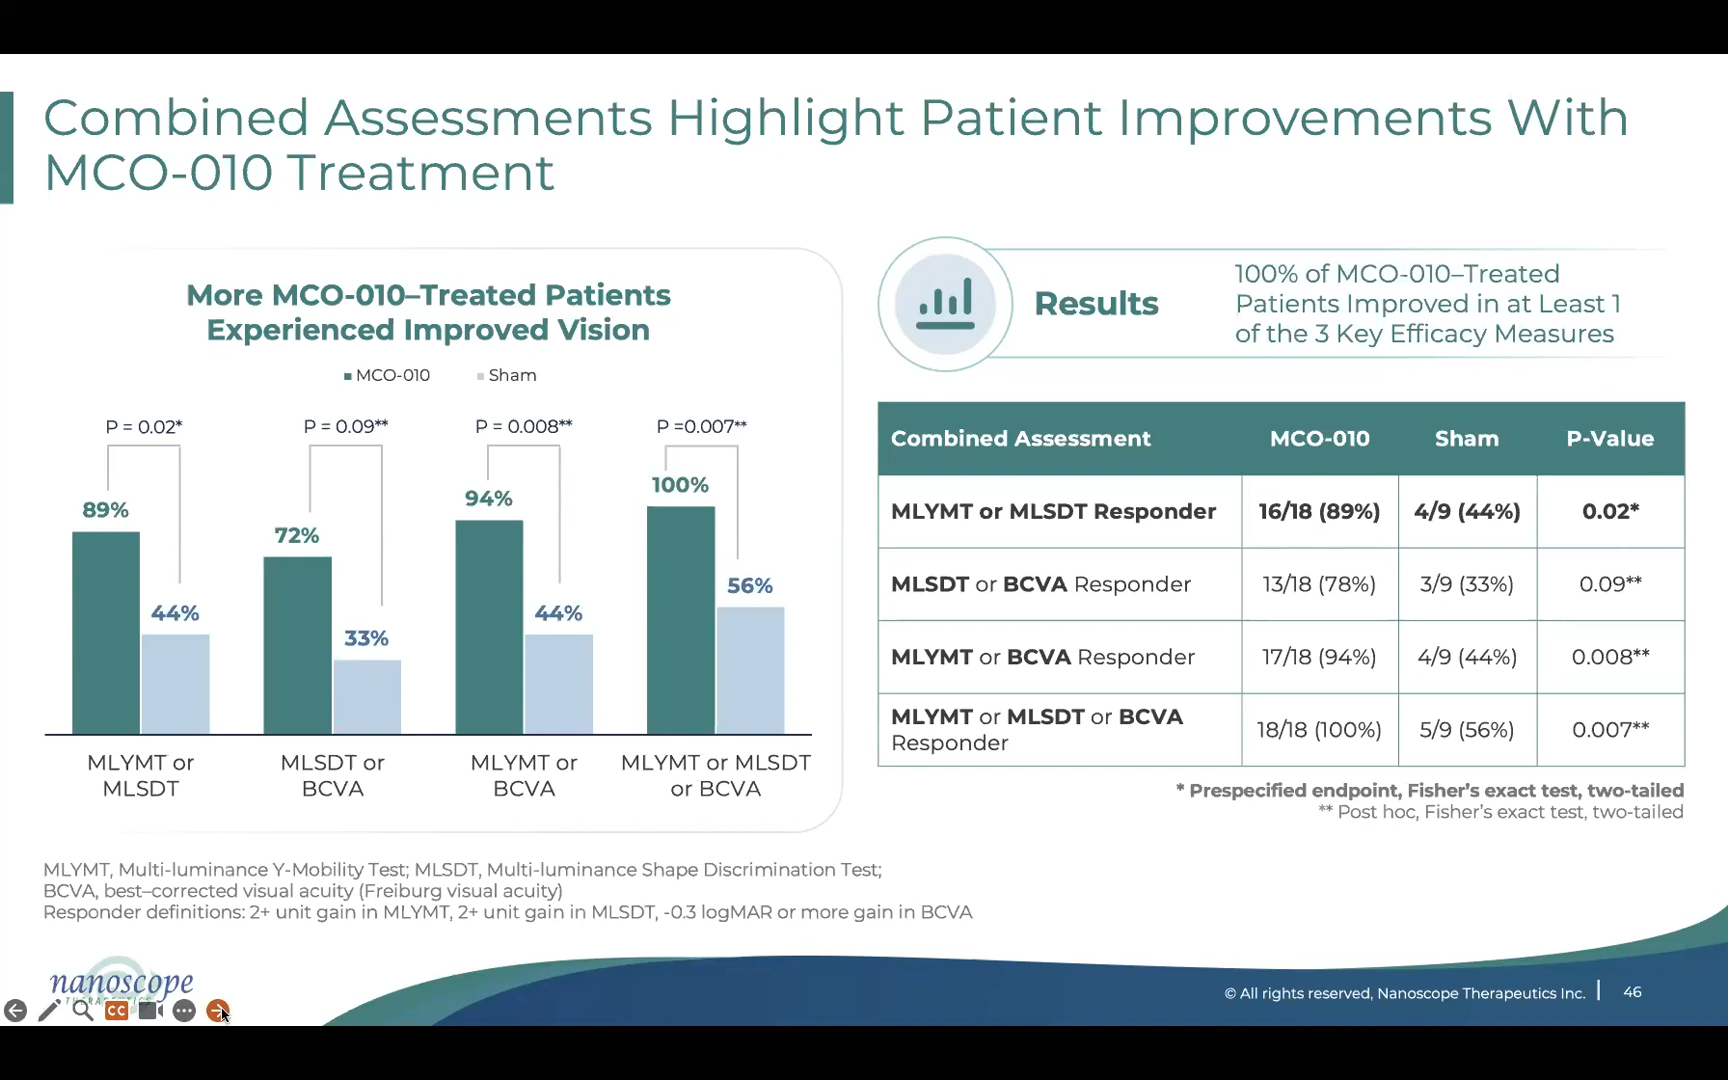 Combined Assessments Highlight Patient Improvements With
MCO-010 Treatment
More MCO-010–Treated Patients
Experienced Improved Vision
MCO-010 Sham
P = 0.02* P = 0.09** P = 0.008** P =0.007**
89% 44% 72% 33% 94% 44% 100% 56%
MLYMT or
MLSDT
MLSDT or
BCVA
MLYMT or
BCVA
MLYMT or MLSDT
or BCVA
Results
100% of MCO-010–Treated
Patients Improved in at Least 1
of the 3 Key Efficacy Measures
Combined Assessment MCO-010 Sham P-Value
MLYMT or MLSDT Responder 16/18 (89%) 4/9 (44%) 0.02*
MLSDT or BCVA Responder 13/18 (78%) 3/9 (33%) 0.09**
MLYMT or BCVA Responder 17/18 (94%) 4/9 (44%) 0.008**
MLYMT or MLSDT or BCVA
Responder 18/18 (100%) 5/9 (56%) 0.007**
* Prespecified endpoint, Fisher’s exact test, two-tailed
** Post hoc, Fisher’s exact test, two-tailed
MLYMT, Multi-luminance Y-Mobility Test; MLSDT, Multi-luminance Shape Discrimination Test;
BCVA, best–corrected visual acuity (Freiburg visual acuity)
Responder definitions: 2+ unit gain in MLYMT, 2+ unit gain in MLSDT, -0.3 logMAR or more gain in BCVA
nanoscope
THERAPEUTICS
CC
© All rights reserved, Nanoscope Therapeutics Inc. 46